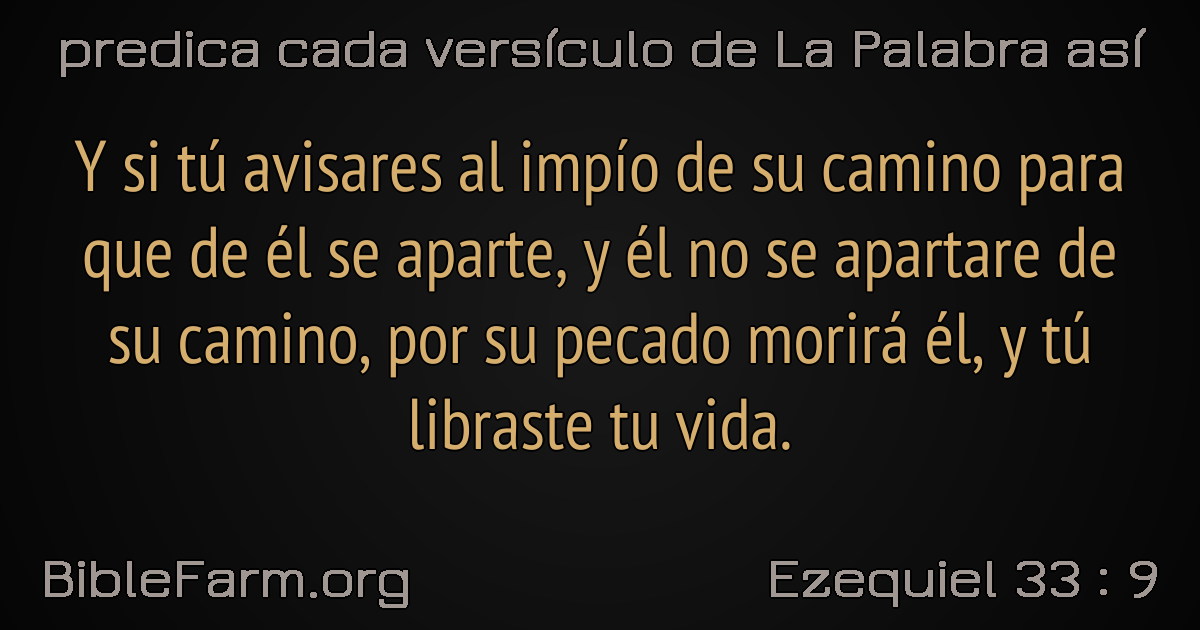 predica cada versículo de La Palabra así
Y si tú avisares al impío de su camino para
que de él se aparte, y él no se apartare de
su camino, por su pecado morirá él, y tú
libraste tu vida.
BibleFarm.org
Ezequiel 33 : 9